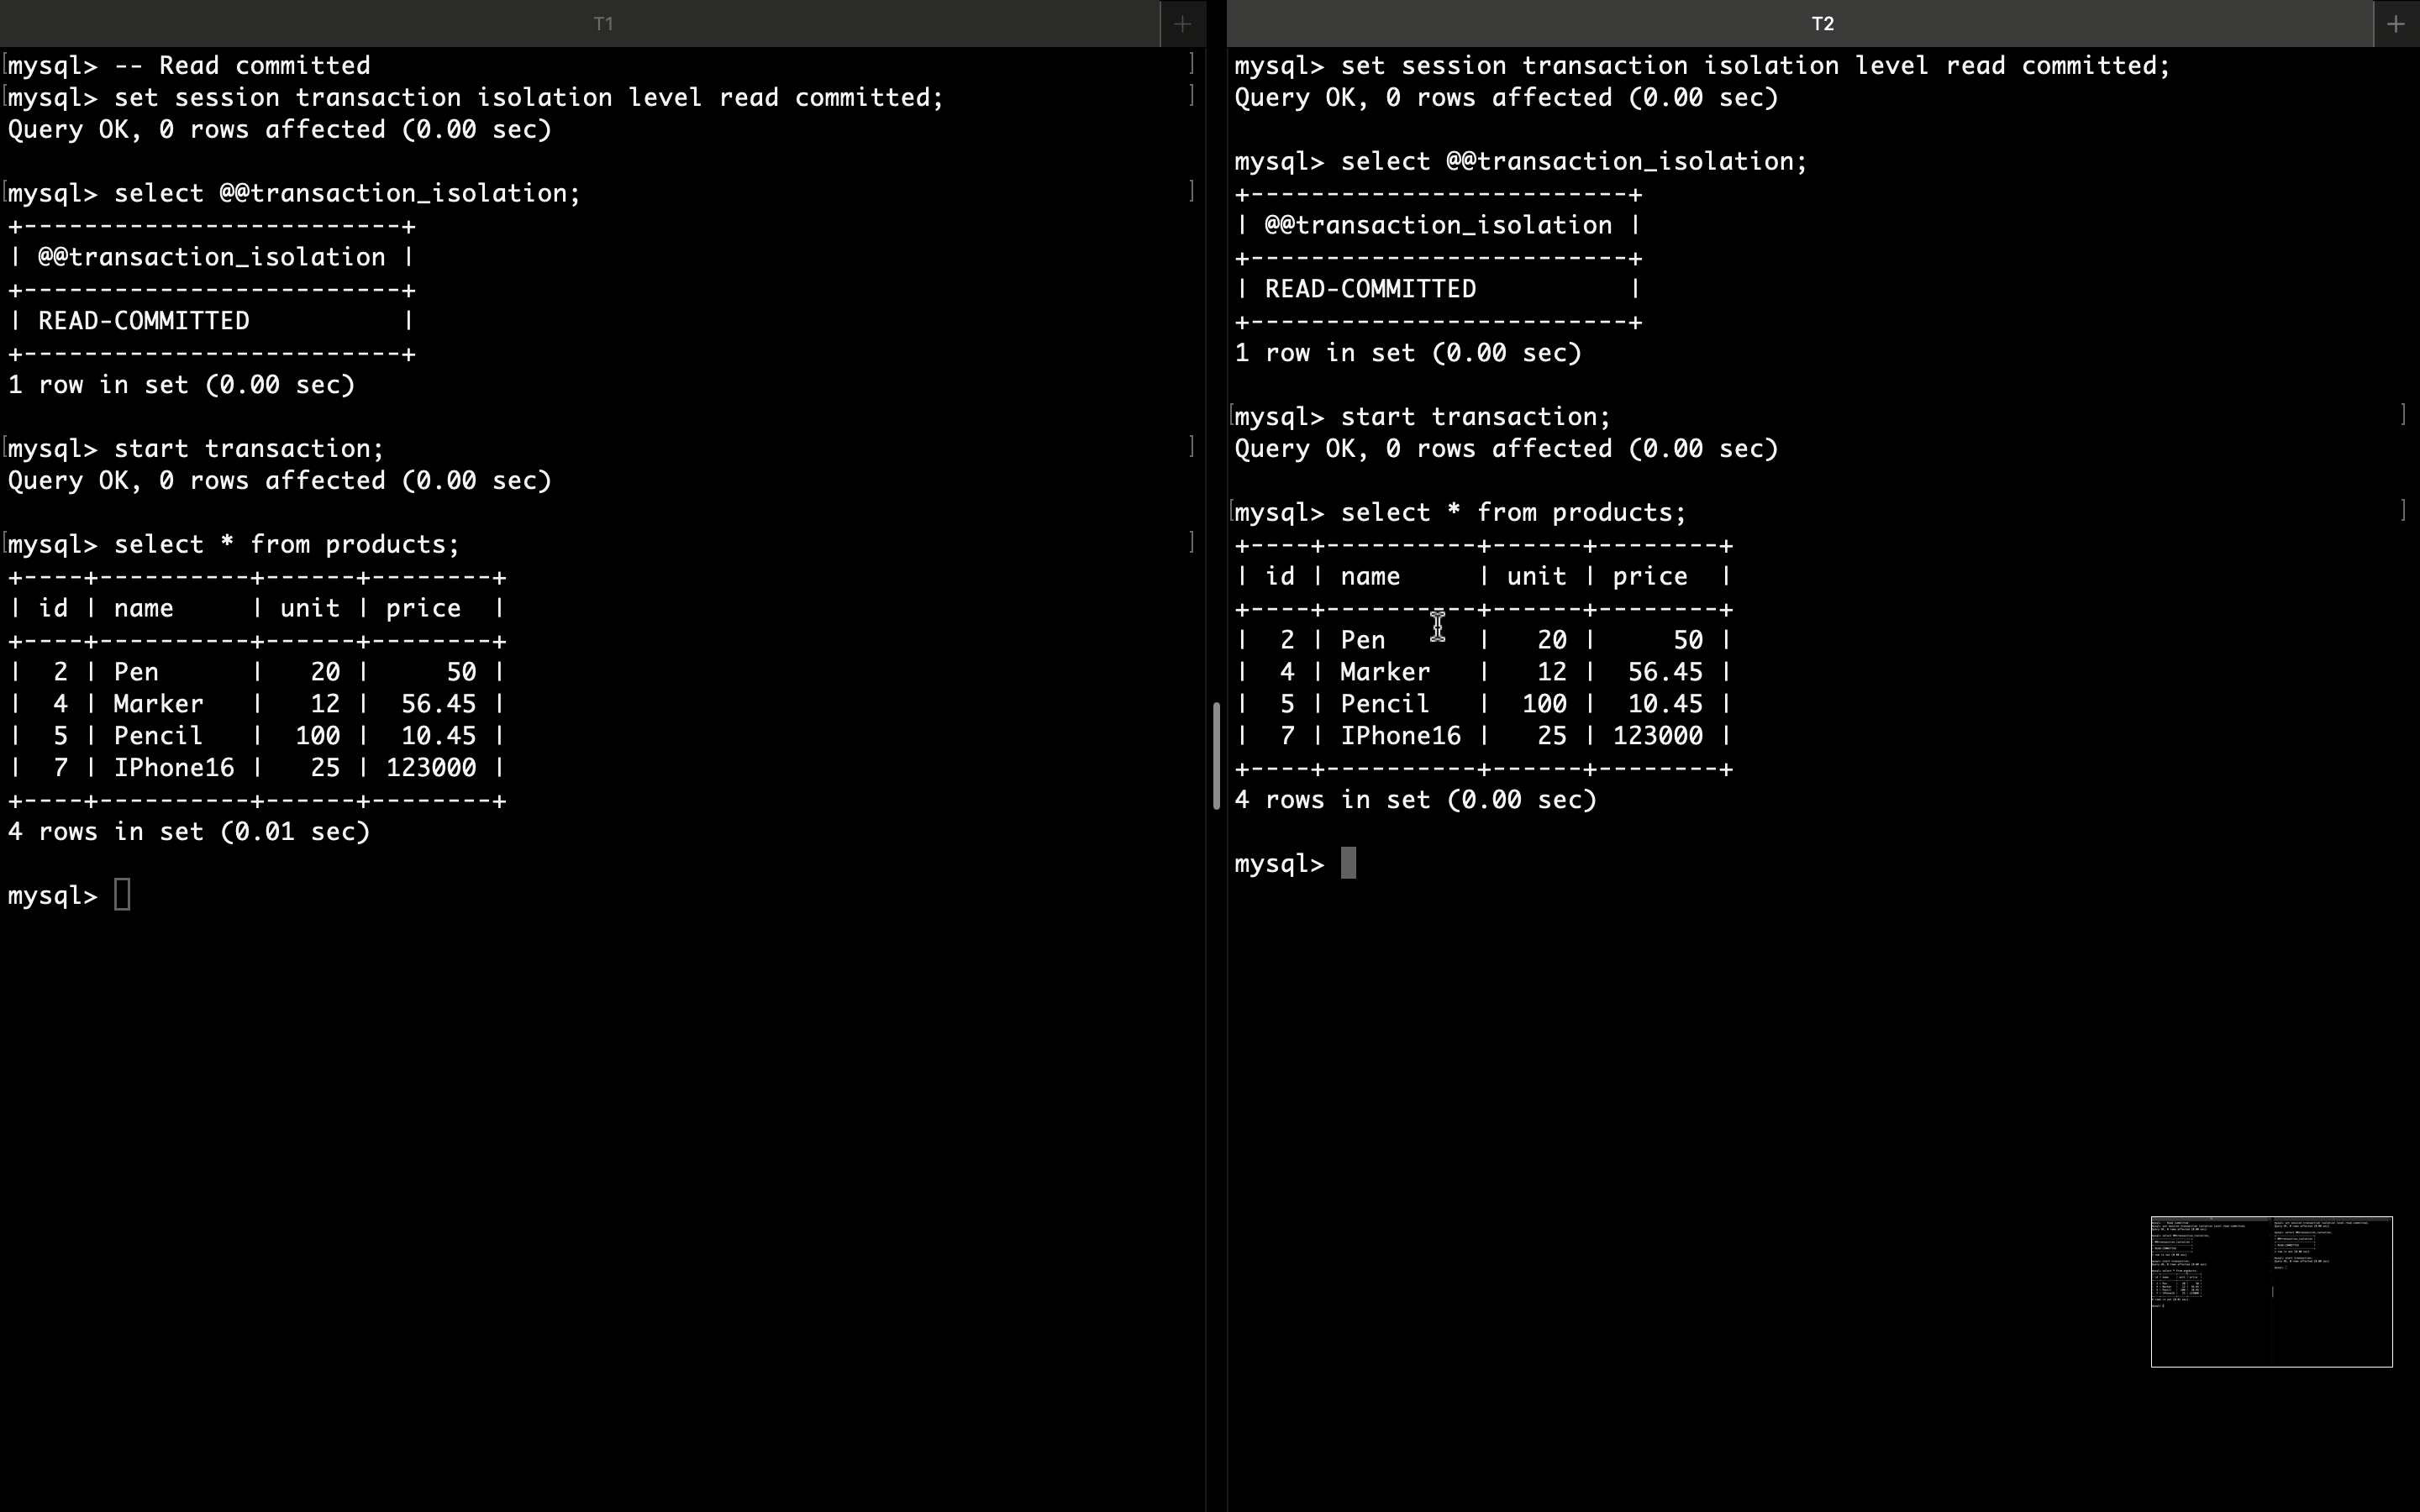 T1
mysql> -- Read committed
mysql> set session transaction isolation level read committed;
Query OK, 0 rows affected (0.00 sec)
mysql> select @@transaction_isolation;
+-------------------------+
| @@transaction_isolation |
+-------------------------+
| READ-COMMITTED          |
+-------------------------+
1 row in set (0.00 sec)
mysql> start transaction;
Query OK, 0 rows affected (0.00 sec)
mysql> select * from products;
+----+----------+------+--------+
| id | name     | unit | price  |
+----+----------+------+--------+
|  2 | Pen      |   20 |     50 |
|  4 | Marker   |   12 |  56.45 |
|  5 | Pencil   |  100 |  10.45 |
|  7 | IPhone16 |   25 | 123000 |
+----+----------+------+--------+
4 rows in set (0.01 sec)
mysql>
T2
mysql> set session transaction isolation level read committed;
Query OK, 0 rows affected (0.00 sec)
mysql> select @@transaction_isolation;
+-------------------------+
| @@transaction_isolation |
+-------------------------+
| READ-COMMITTED          |
+-------------------------+
1 row in set (0.00 sec)
mysql> start transaction;
Query OK, 0 rows affected (0.00 sec)
mysql> select * from products;
+----+----------+------+--------+
| id | name     | unit | price  |
+----+----------+------+--------+
|  2 | Pen      |   20 |     50 |
|  4 | Marker   |   12 |  56.45 |
|  5 | Pencil   |  100 |  10.45 |
|  7 | IPhone16 |   25 | 123000 |
+----+----------+------+--------+
4 rows in set (0.00 sec)
mysql>